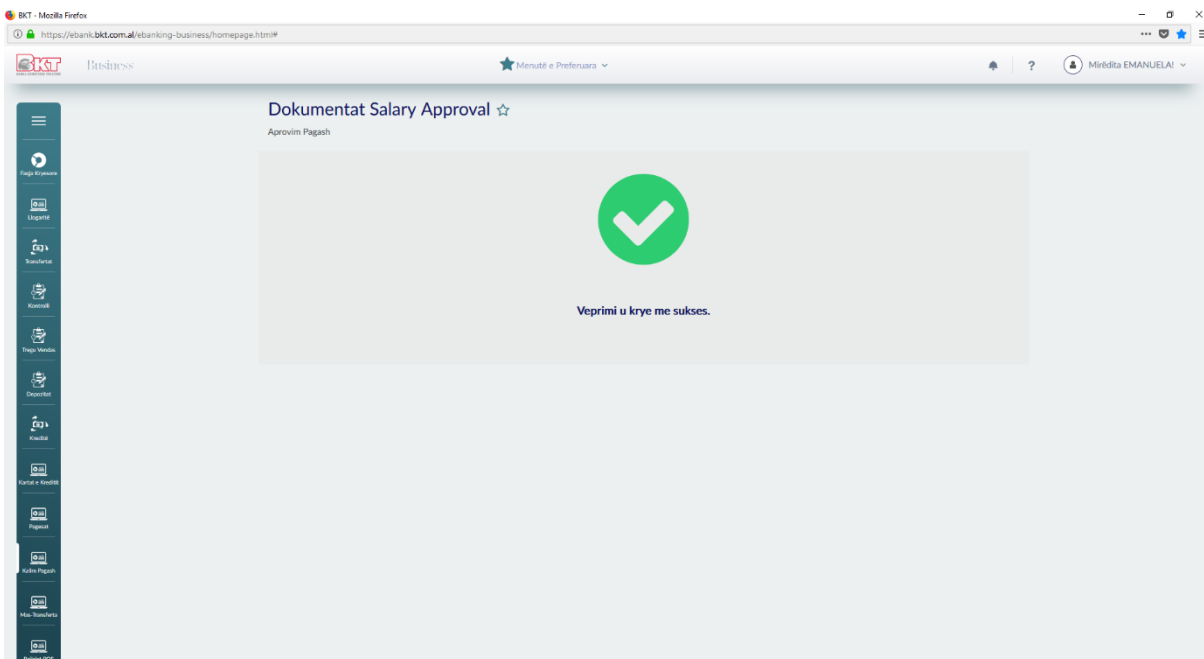 BKT - Mozilla Firefox
https://ebank.bkt.com.al/ebanking-business/homepage.html#
BKT
Business
Menutë e Preferuara
?
Mirëdita EMANUELA!
Dokumentat Salary Approval
Aprovim Pagash
Veprimi u krye me sukses.
Faqja Kryesore
Llogaritë
Transfertat
Kontrolli
Tregu Vendas
Depozitat
Kreditë
Kartat e Kreditit
Pagesat
Kalim Pagash
Mas-Transferta
POS